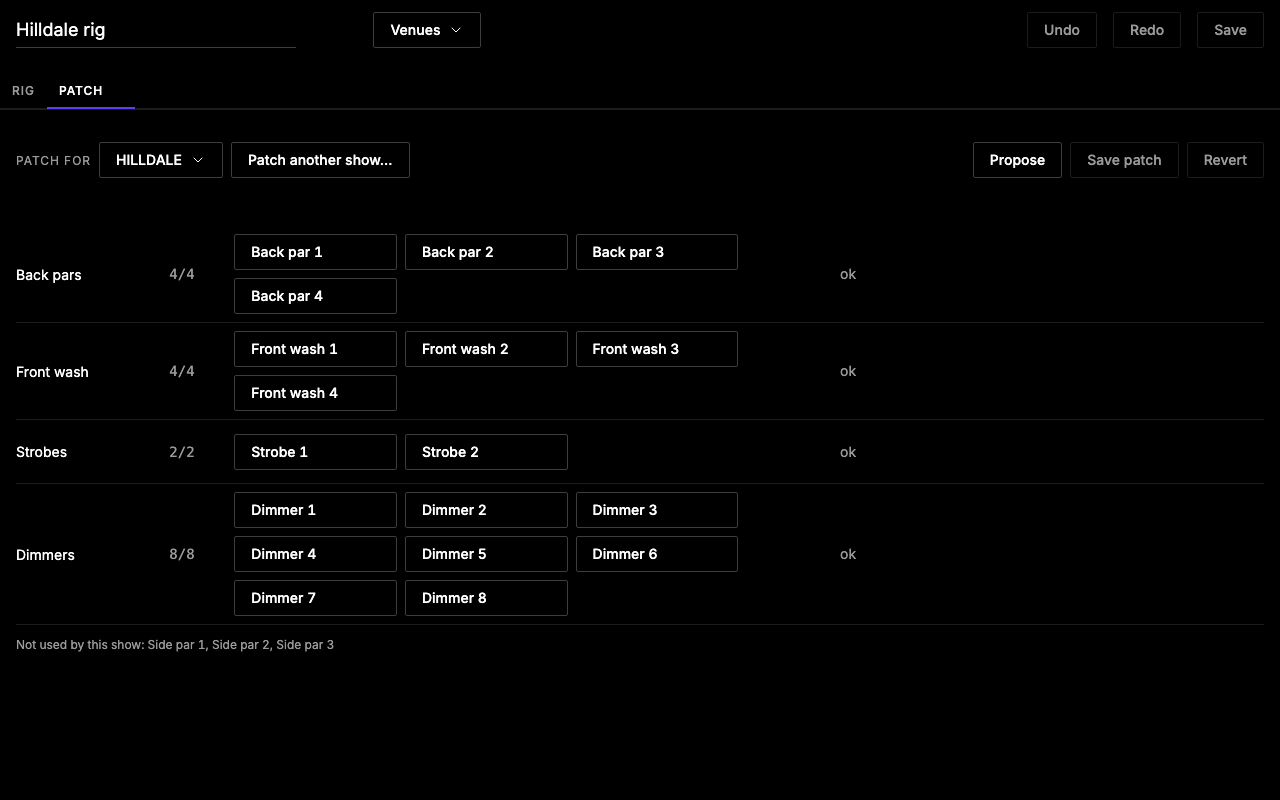 Hilldale rig Venues Undo Redo Save
RIG PATCH
PATCH FOR HILLDALE Patch another show... Propose Save patch Revert
Back pars 4/4 Back par 1 Back par 2 Back par 3 ok
Back par 4
Front wash 4/4 Front wash 1 Front wash 2 Front wash 3 ok
Front wash 4
Strobes 2/2 Strobe 1 Strobe 2 ok
Dimmer 1 Dimmer 2 Dimmer 3
Dimmers 8/8 Dimmer 4 Dimmer 5 Dimmer 6 ok
Dimmer 7 Dimmer 8
Not used by this show: Side par 1, Side par 2, Side par 3